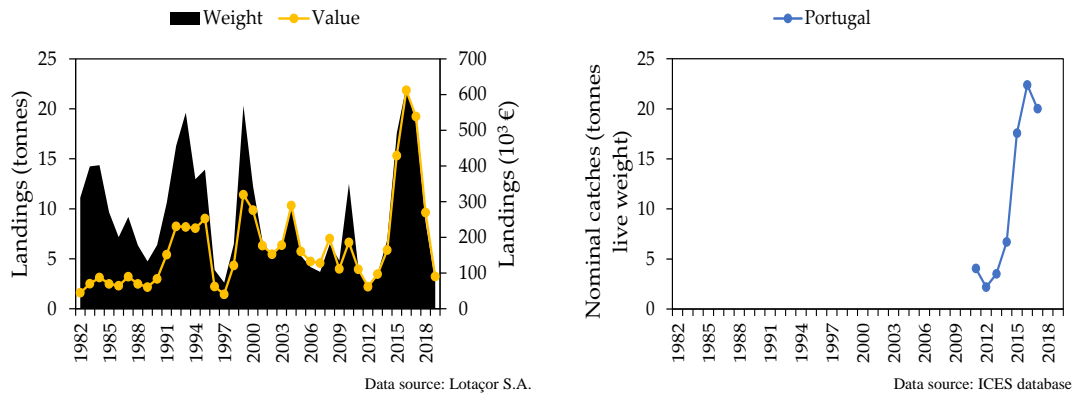 Weight Value
Landings (tonnes)
25
20
15
10
5
0
700
600
500
400
300
200
100
0
Landings (10³ €)
1982 1985 1988 1991 1994 1997 2000 2003 2006 2009 2012 2015 2018
Data source: Lotaçor S.A.
Portugal
Nominal catches (tonnes
live weight)
25
20
15
10
5
0
1982 1985 1988 1991 1994 1997 2000 2003 2006 2009 2012 2015 2018
Data source: ICES database